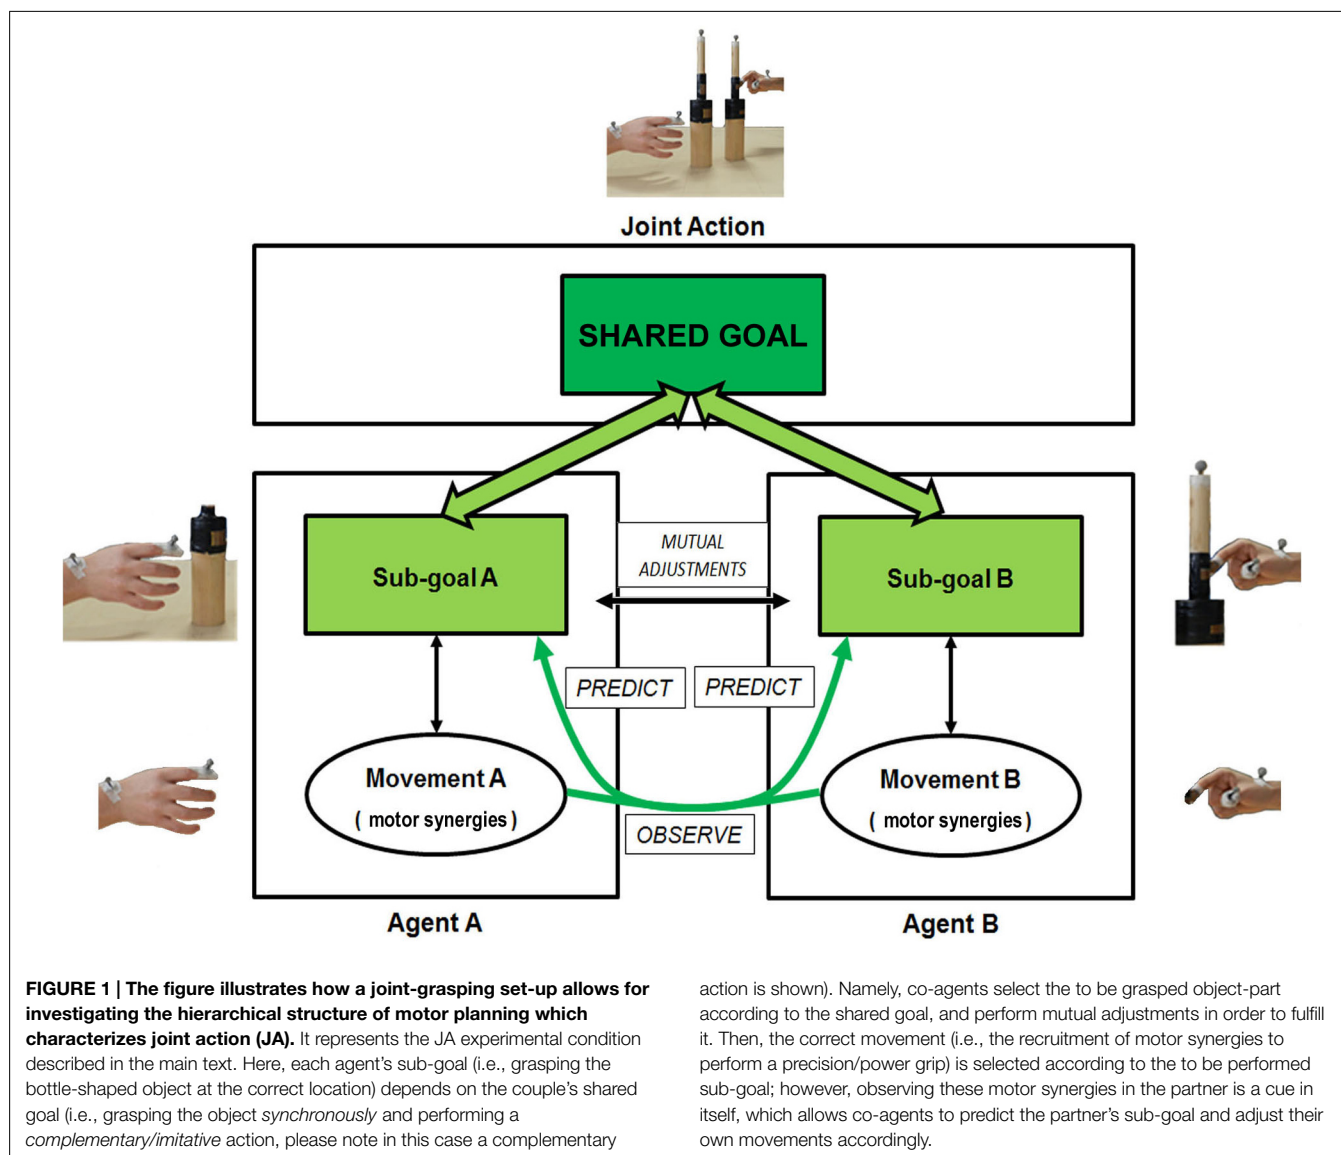 Joint Action
SHARED GOAL
MUTUAL
ADJUSTMENTS
Sub-goal A
Sub-goal B
PREDICT
PREDICT
Movement A
( motor synergies )
Movement B
( motor synergies )
OBSERVE
Agent A
Agent B
FIGURE 1 | The figure illustrates how a joint-grasping set-up allows for
investigating the hierarchical structure of motor planning which
characterizes joint action (JA). It represents the JA experimental condition
described in the main text. Here, each agent's sub-goal (i.e., grasping the
bottle-shaped object at the correct location) depends on the couple's shared
goal (i.e., grasping the object synchronously and performing a
complementary/imitative action, please note in this case a complementary
action is shown). Namely, co-agents select the to be grasped object-part
according to the shared goal, and perform mutual adjustments in order to fulfill
it. Then, the correct movement (i.e., the recruitment of motor synergies to
perform a precision/power grip) is selected according to the to be performed
sub-goal; however, observing these motor synergies in the partner is a cue in
itself, which allows co-agents to predict the partner's sub-goal and adjust their
own movements accordingly.